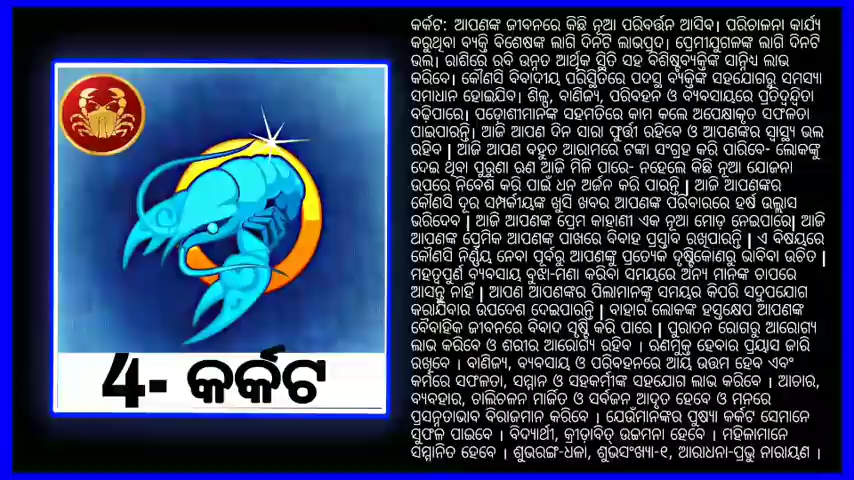 4- କର୍କଟ
କର୍କଟ: ଆପଣଙ୍କ ଜୀବନରେ କିଛି ନୂଆ ପରିବର୍ତ୍ତନ ଆସିବ। ପରିଚାଳନା କାର୍ଯ୍ୟ
କରୁଥିବା ବ୍ୟକ୍ତି ବିଶେଷଙ୍କ ଲାଗି ଦିନଟି ଲାଭପ୍ରଦ। ପ୍ରେମୀଯୁଗଳଙ୍କ ଲାଗି ଦିନଟି
ଭଲ। ରାଶିରେ ରବି ଉନ୍ନତ ଆର୍ଥିକ ସ୍ଥିତି ସହ ବିଶିଷ୍ଟବ୍ୟକ୍ତିଙ୍କ ସାନ୍ନିଧ୍ୟ ଲାଭ
କରିବେ। କୌଣସି ବିବାଦୀୟ ପରିସ୍ଥିତିରେ ପଦସ୍ଥ ବ୍ୟକ୍ତିଙ୍କ ସହଯୋଗରୁ ସମସ୍ୟା
ସମାଧାନ ହୋଇଯିବ। ଶିଳ୍ପ, ବାଣିଜ୍ୟ, ପରିବହନ ଓ ବ୍ୟବସାୟରେ ପ୍ରତିଦ୍ୱନ୍ଦ୍ୱିତା
ବଢ଼ିପାରେ। ପଡ଼ୋଶୀମାନଙ୍କ ସହମତିରେ କାମ କଲେ ଅପେକ୍ଷାକୃତ ସଫଳତା
ପାଇପାରନ୍ତି। ଆଜି ଆପଣ ଦିନ ସାରା ଫୁର୍ତ୍ତୀ ରହିବେ ଓ ଆପଣଙ୍କର ସ୍ୱାସ୍ଥ୍ୟ ଭଲ
ରହିବ | ଆଜି ଆପଣ ବହୁତ ଆରାମରେ ଟଙ୍କା ସଂଗ୍ରହ କରି ପାରିବେ- ଲୋକଙ୍କୁ
ଦେଇ ଥିବା ପୁରୁଣା ଋଣ ଆଜି ମିଳି ପାରେ- ନହେଲେ କିଛି ନୂଆ ଯୋଜନା
ଉପରେ ନିବେଶ କରି ପାଇଁ ଧନ ଅର୍ଜନ କରି ପାରନ୍ତି | ଆଜି ଆପଣଙ୍କର
କୌଣସି ଦୂର ସମ୍ପର୍କୀୟଙ୍କ ଖୁସି ଖବର ଆପଣଙ୍କ ପରିବାରରେ ହର୍ଷ ଉଲ୍ଲାସ
ଭରିଦେବ | ଆଜି ଆପଣଙ୍କ ପ୍ରେମ କାହାଣୀ ଏକ ନୂଆ ମୋଡ଼ ନେଇପାରେ| ଆଜି
ଆପଣଙ୍କ ପ୍ରେମିକ ଆପଣଙ୍କ ପାଖରେ ବିବାହ ପ୍ରସ୍ତାବ ରଖିପାରନ୍ତି | ଏ ବିଷୟରେ
କୌଣସି ନିର୍ଣ୍ଣୟ ନେବା ପୂର୍ବରୁ ଆପଣଙ୍କୁ ପ୍ରତ୍ୟେକ ଦୃଷ୍ଟିକୋଣରୁ ଭାବିବା ଉଚିତ |
ମହତ୍ୱପୂର୍ଣ ବ୍ୟବସାୟ ବୁଝା-ମଣା କରିବା ସମୟରେ ଅନ୍ୟ ମାନଙ୍କ ଚାପରେ
ଆସନ୍ତୁ ନାହିଁ | ଆପଣ ଆପଣଙ୍କର ପିଲାମାନଙ୍କୁ ସମୟର କିପରି ସଦୁପଯୋଗ
କରାଯିବାର ଉପଦେଶ ଦେଇପାରନ୍ତି | ବାହାର ଲୋକଙ୍କ ହସ୍ତକ୍ଷେପ ଆପଣଙ୍କ
ବୈବାହିକ ଜୀବନରେ ବିବାଦ ସୃଷ୍ଟି କରି ପାରେ | ପୁରାତନ ରୋଗରୁ ଆରୋଗ୍ୟ
ଲାଭ କରିବେ ଓ ଶରୀର ଆରୋଗ୍ୟ ରହିବ । ଋଣମୁକ୍ତ ହେବାର ପ୍ରୟାସ ଜାରି
ରଖିବେ । ବାଣିଜ୍ୟ, ବ୍ୟବସାୟ ଓ ପରିବହନରେ ଆୟ ଉତ୍ତମ ହେବ ଏବଂ
କର୍ମରେ ସଫଳତା, ସମ୍ମାନ ଓ ସହକର୍ମୀଙ୍କ ସହଯୋଗ ଲାଭ କରିବେ । ଆଚାର,
ବ୍ୟବହାର, ଚାଲିଚଳନ ମାର୍ଜିତ ଓ ସର୍ବଜନ ଆଦୃତ ହେବେ ଓ ମନରେ
ପ୍ରସନ୍ନତାଭାବ ବିରାଜମାନ କରିବେ । ଯେଉଁମାନଙ୍କର ପୁଷ୍ୟା କର୍କଟ ସେମାନେ
ସୁଫଳ ପାଇବେ । ବିଦ୍ୟାର୍ଥୀ, କ୍ରୀଡ଼ାବିତ୍ ଉଚ୍ଚମନା ହେବେ । ମହିଳାମାନେ
ସମ୍ମାନିତ ହେବେ । ଶୁଭରଙ୍ଗ-ଧଳା, ଶୁଭସଂଖ୍ୟା-୧, ଆରାଧନା-ପ୍ରଭୁ ନାରାୟଣ ।